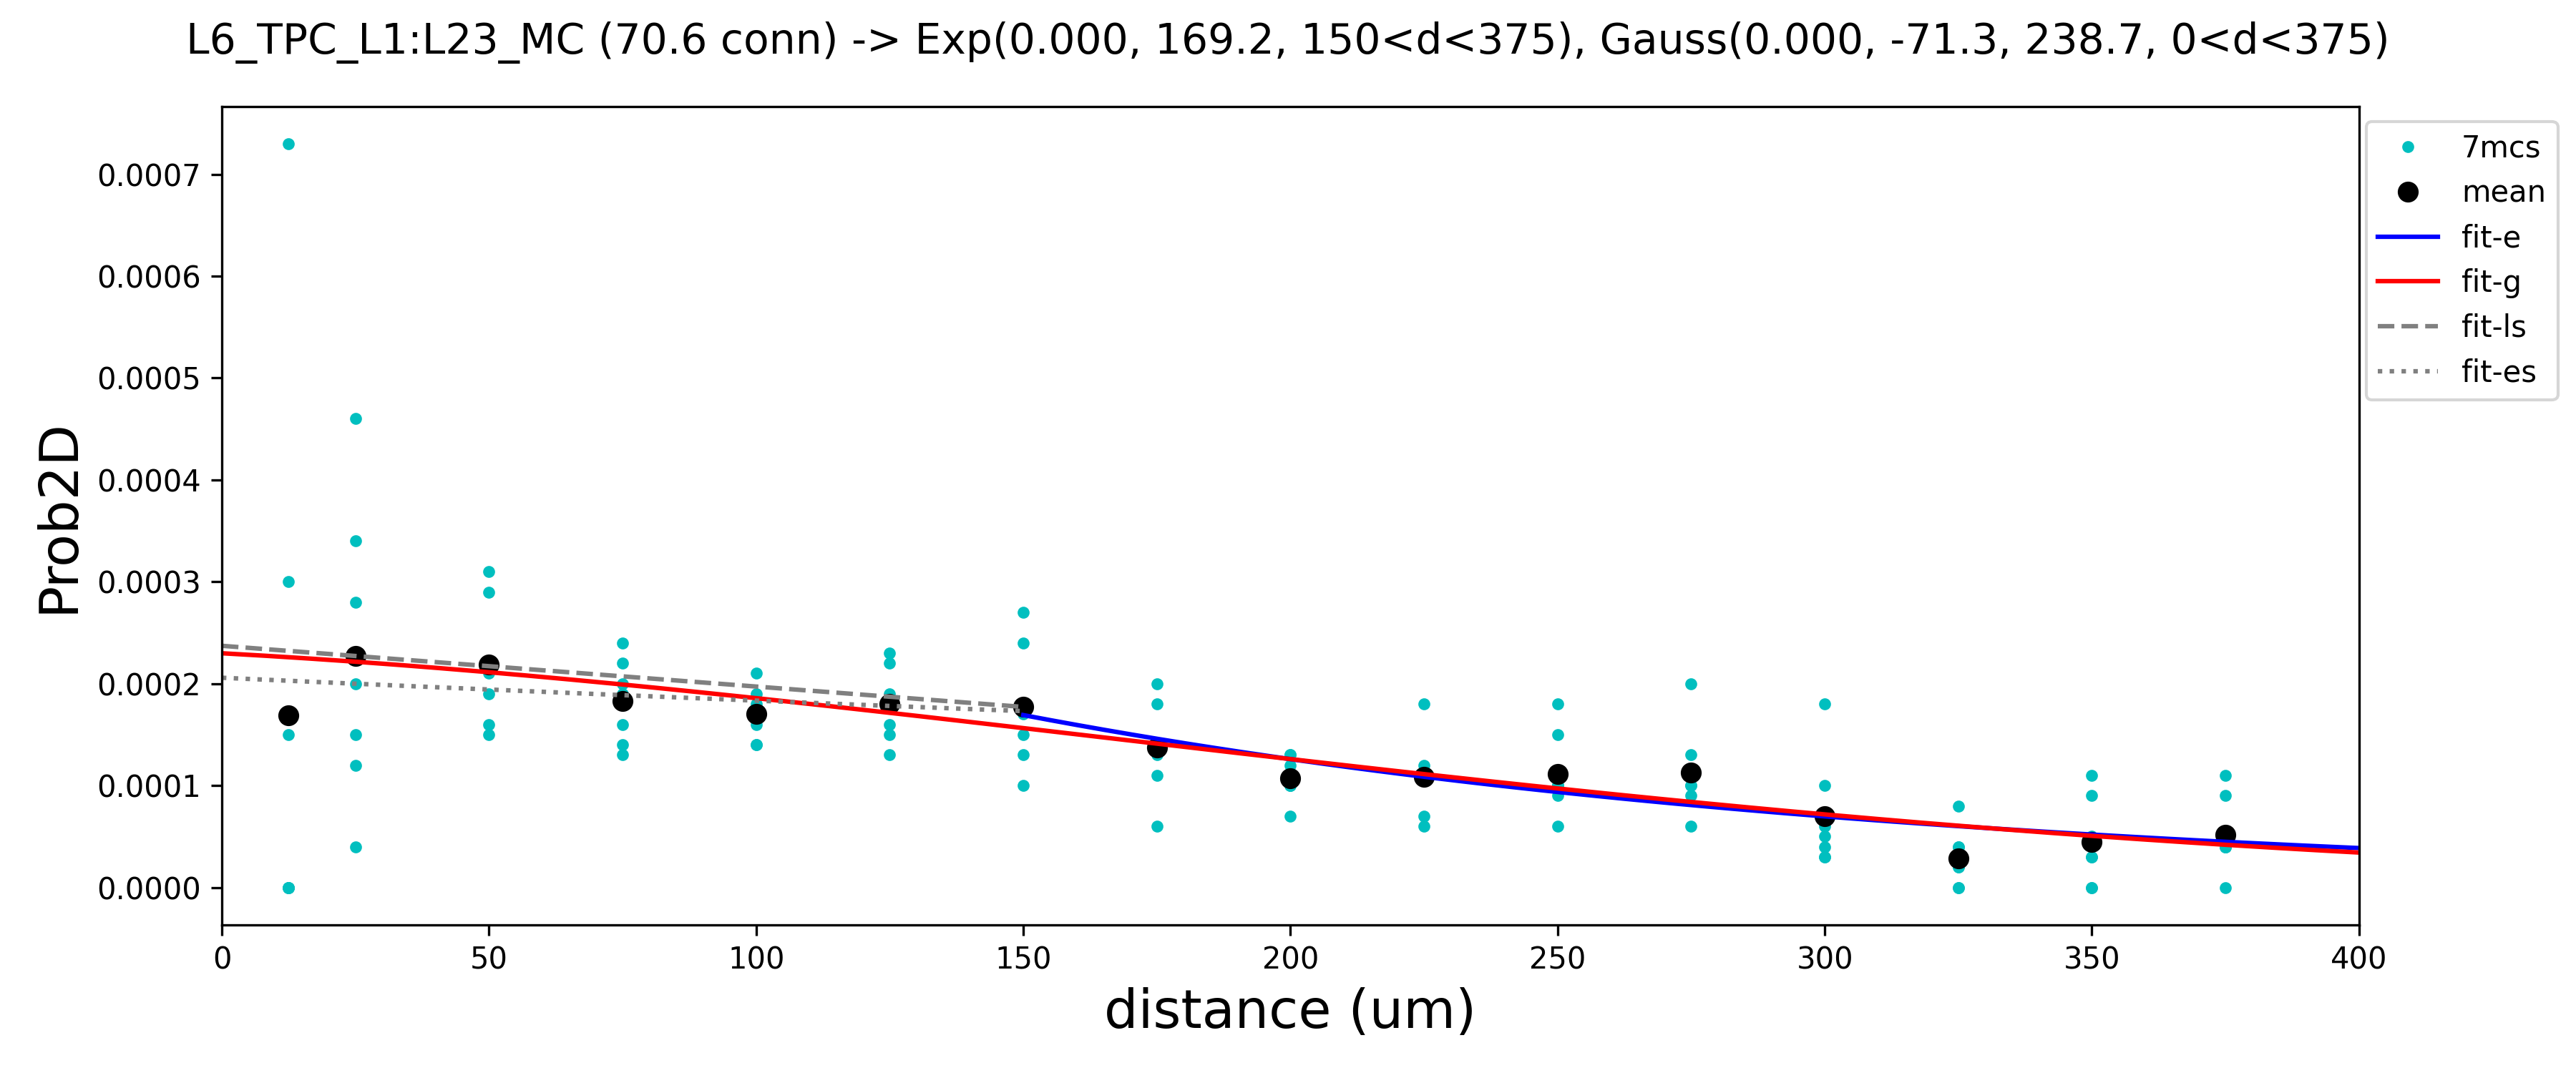 L6_TPC_L1:L23_MC (70.6 conn) -> Exp(0.000, 169.2, 150<d<375), Gauss(0.000, -71.3, 238.7, 0<d<375)
7mcs
mean
fit-e
fit-g
fit-ls
fit-es
Prob2D
0.0007
0.0006
0.0005
0.0004
0.0003
0.0002
0.0001
0.0000
0 50 100 150 200 250 300 350 400
distance (um)